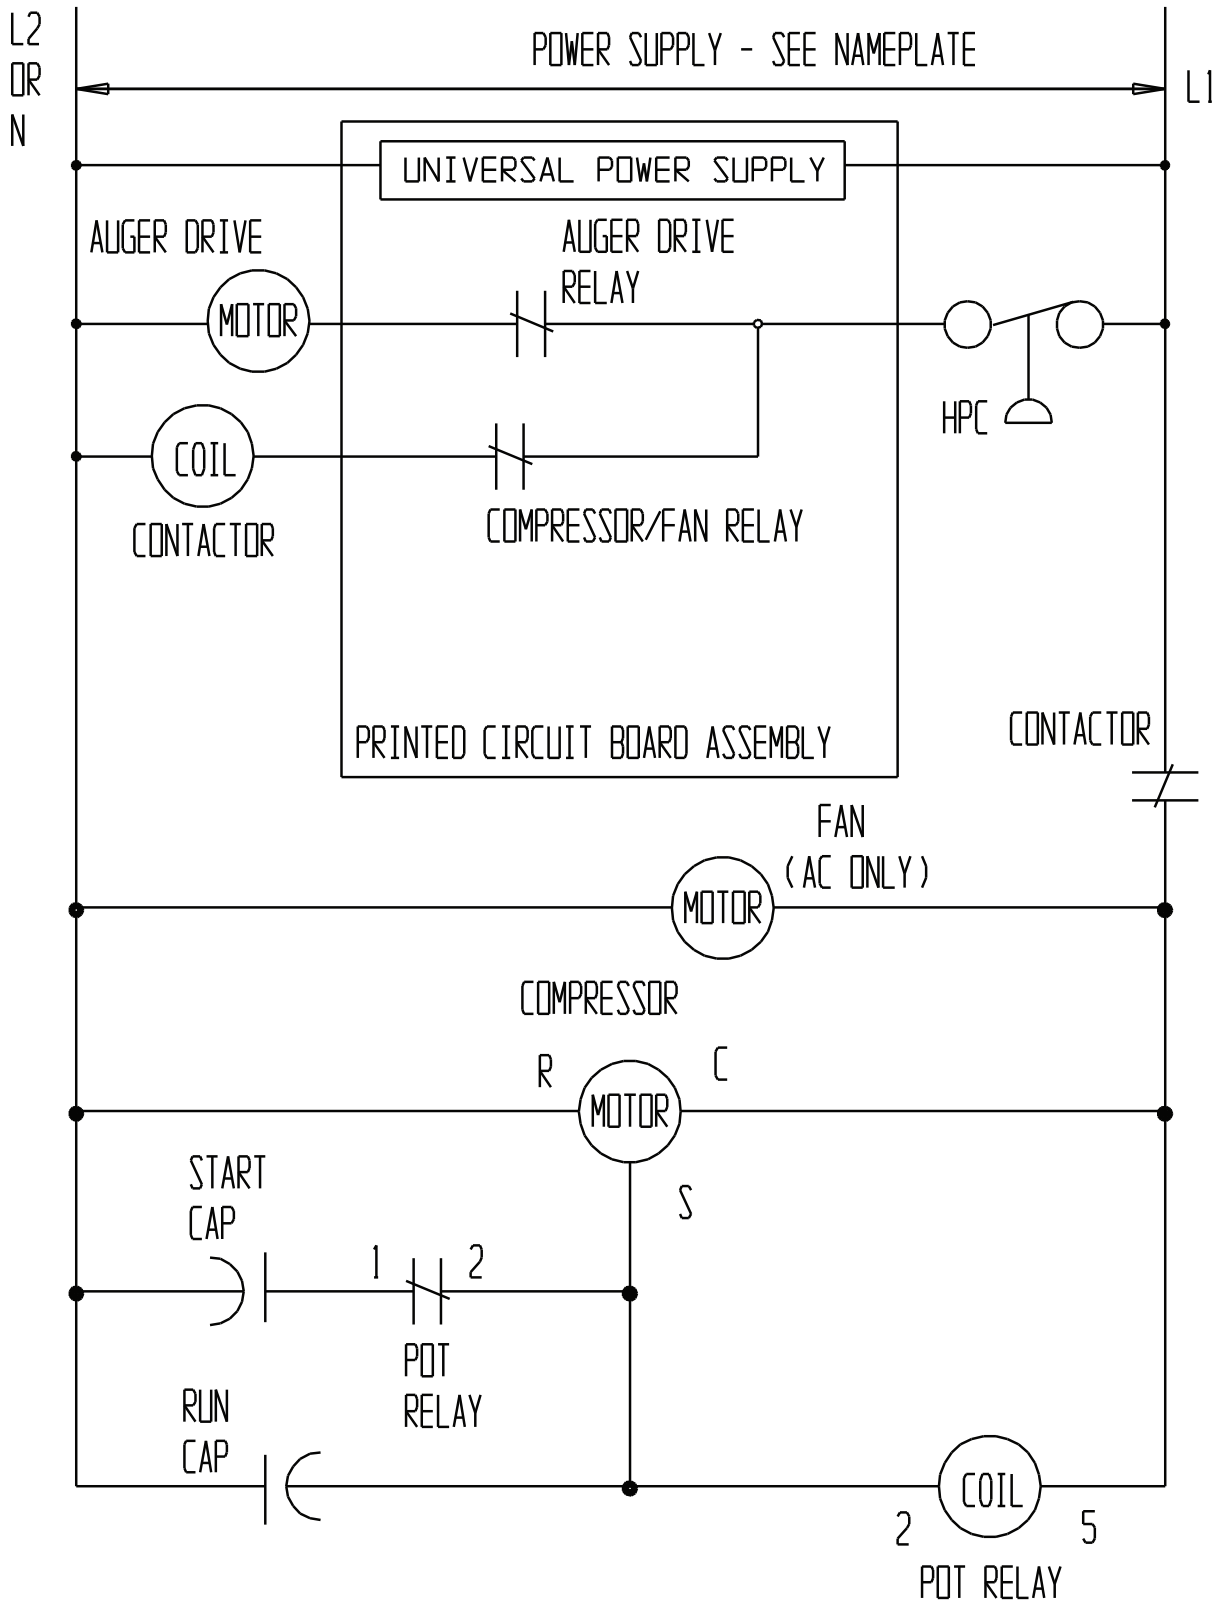 L2
OR
N
POWER SUPPLY - SEE NAMEPLATE
L1
UNIVERSAL POWER SUPPLY
AUGER DRIVE
MOTOR
AUGER DRIVE
RELAY
HPC
COIL
CONTACTOR
COMPRESSOR/FAN RELAY
PRINTED CIRCUIT BOARD ASSEMBLY
CONTACTOR
FAN
(AC ONLY)
MOTOR
COMPRESSOR
R
C
MOTOR
S
START
CAP
1
2
POT
RELAY
RUN
CAP
COIL
2
5
POT RELAY